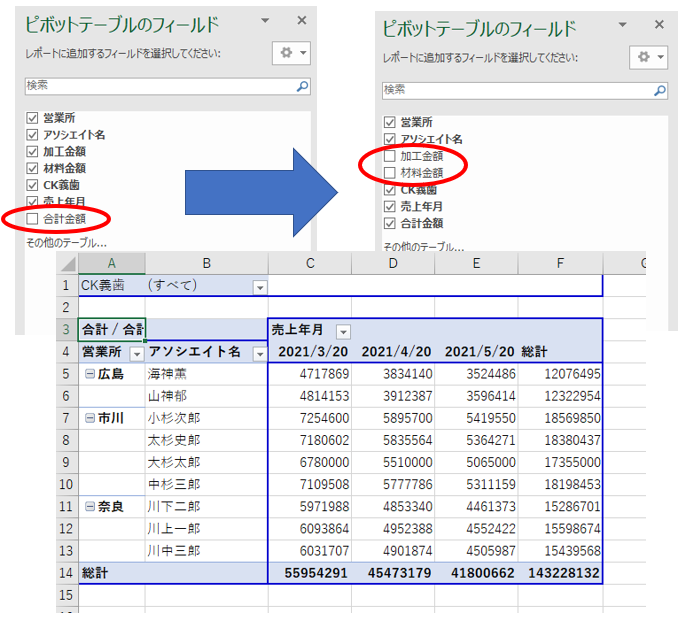 ピボットテーブルのフィールド
レポートに追加するフィールドを選択してください:
検索
営業所
アソシエイト名
加工金額
材料金額
CK義歯
売上年月
合計金額
その他のテーブル...
ピボットテーブルのフィールド
レポートに追加するフィールドを選択してください:
検索
営業所
アソシエイト名
加工金額
材料金額
CK義歯
売上年月
合計金額
その他のテーブル...
A B C D E F
1 CK義歯 (すべて)
2
3 合計 / 合計 売上年月
4 営業所 アソシエイト名 2021/3/20 2021/4/20 2021/5/20 総計
5 広島 海神薫 4717869 3834140 3524486 12076495
6 山神郁 4814153 3912387 3596414 12322954
7 市川 小杉次郎 7254600 5895700 5419550 18569850
8 太杉史郎 7180602 5835564 5364271 18380437
9 大杉太郎 6780000 5510000 5065000 17355000
10 中杉三郎 7109508 5777786 5311159 18198453
11 奈良 川下二郎 5971988 4853340 4461373 15286701
12 川上一郎 6093864 4952388 4552422 15598674
13 川中三郎 6031707 4901874 4505987 15439568
14 総計 55954291 45473179 41800662 143228132
15